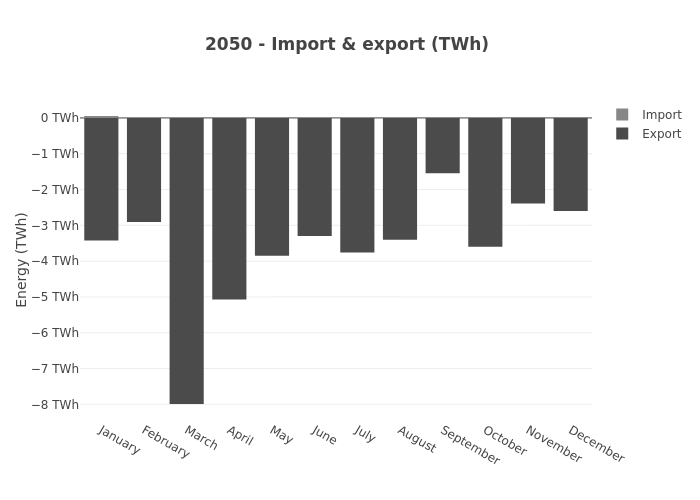 2050 - Import & export (TWh)
Import
Export
Energy (TWh)
0 TWh
−1 TWh
−2 TWh
−3 TWh
−4 TWh
−5 TWh
−6 TWh
−7 TWh
−8 TWh
January
February
March
April
May
June
July
August
September
October
November
December